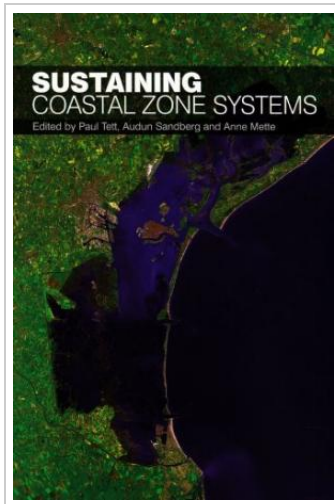 SUSTAINING
COASTAL ZONE SYSTEMS
Edited by Paul Tett, Audun Sandberg and Anne Mette